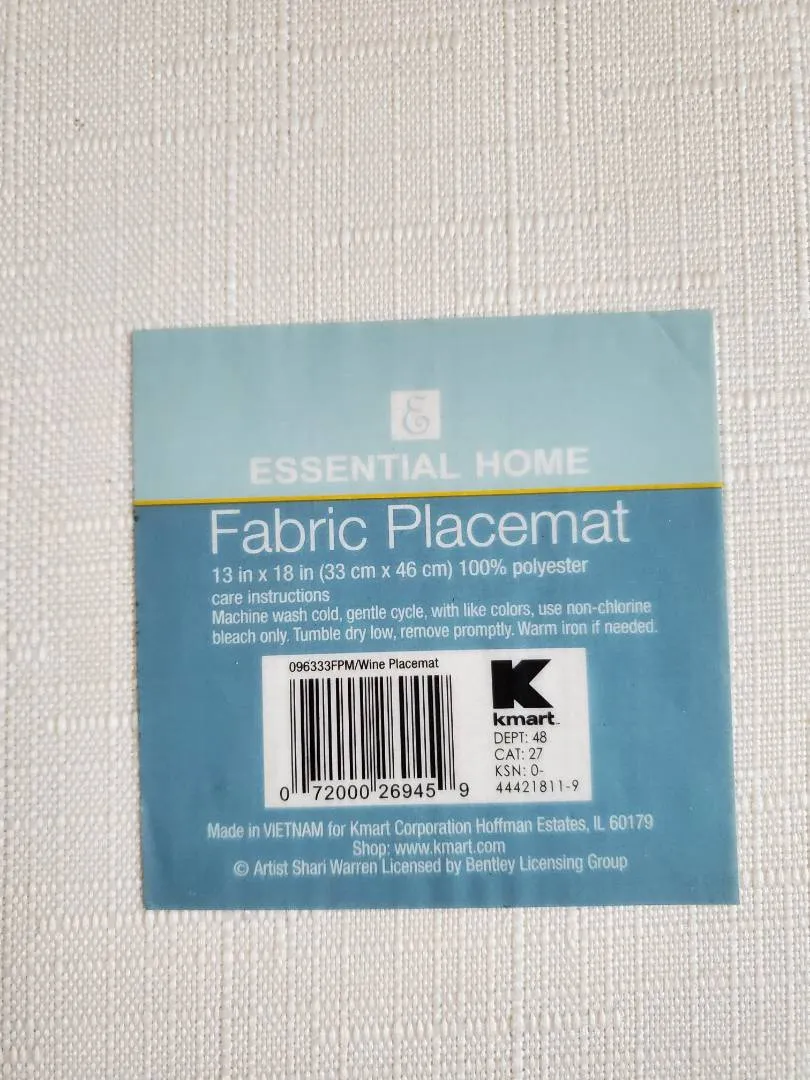 E
ESSENTIAL HOME
Fabric Placemat
13 in x 18 in (33 cm x 46 cm) 100% polyester
care instructions
Machine wash cold, gentle cycle, with like colors, use non-chlorine
bleach only. Tumble dry low, remove promptly. Warm iron if needed.
096333FPM/Wine Placemat
0 72000 26945 9
K
kmart
DEPT: 48
CAT: 27
KSN: 0-
44421811-9
Made in VIETNAM for Kmart Corporation Hoffman Estates, IL 60179
Shop: www.kmart.com
© Artist Shari Warren Licensed by Bentley Licensing Group